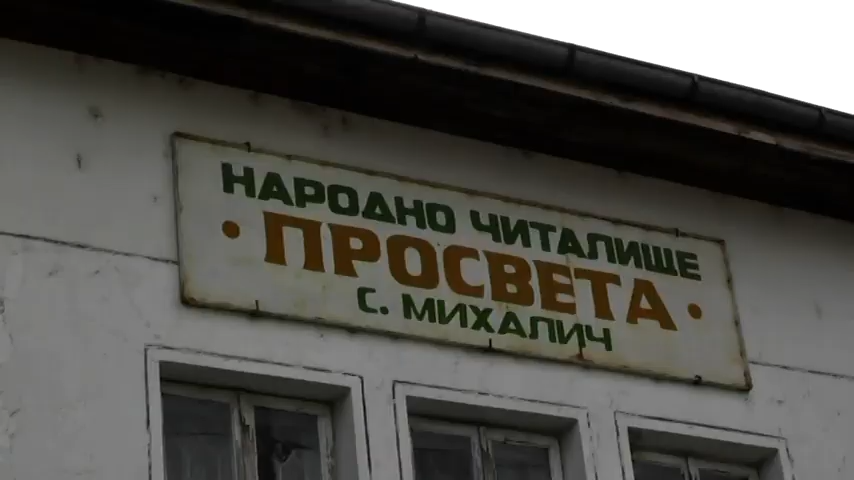 НАРОДНО ЧИТАЛИЩЕ
• ПРОСВЕТА •
С. МИХАЛИЧ